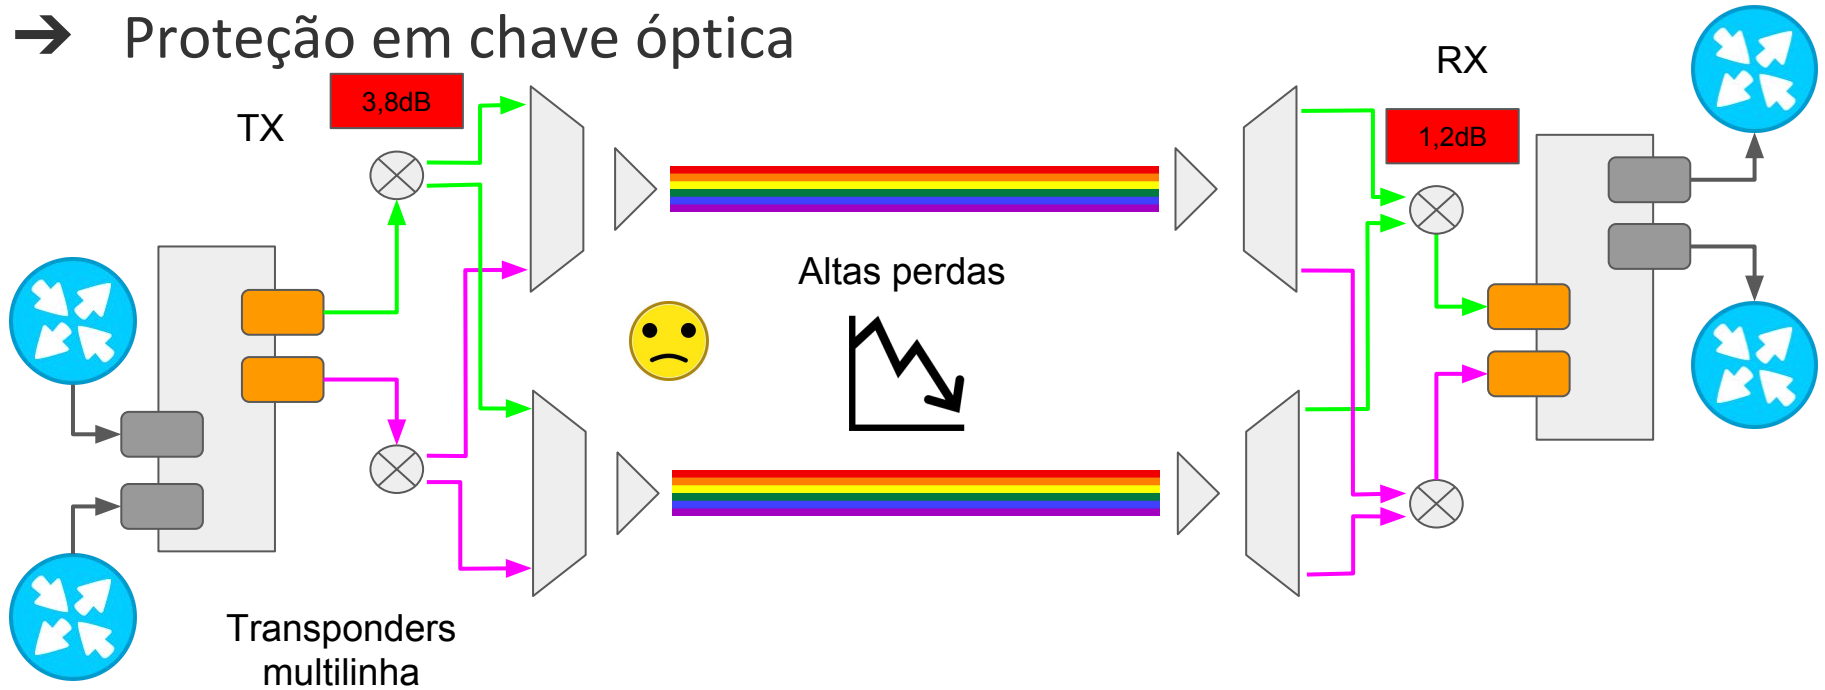 ➔ Proteção em chave óptica
TX
3,8dB
RX
1,2dB
Altas perdas
Transponders
multilinha